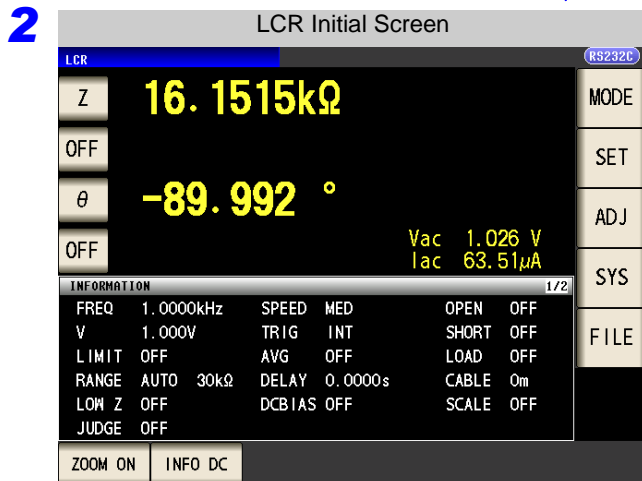 2 LCR Initial Screen
LCR RS232C
Z 16.1515kΩ MODE
OFF SET
θ -89.992 ° ADJ
OFF Vac 1.026 V
Iac 63.51μA SYS
INFORMATION 1/2
FREQ 1.0000kHz SPEED MED OPEN OFF
V 1.000V TRIG INT SHORT OFF FILE
LIMIT OFF AVG OFF LOAD OFF
RANGE AUTO 30kΩ DELAY 0.0000s CABLE 0m
LOW Z OFF DCBIAS OFF SCALE OFF
JUDGE OFF
ZOOM ON INFO DC